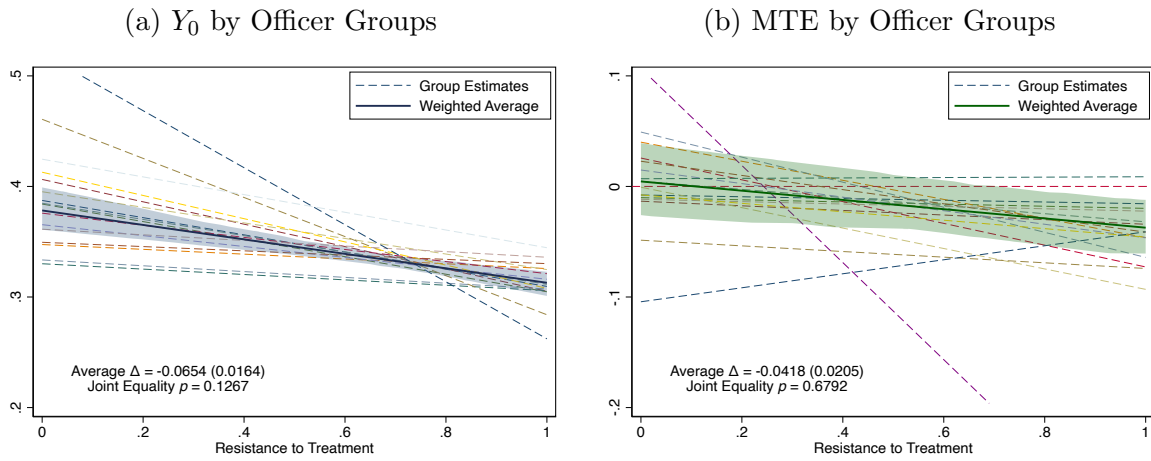 (a) Y₀ by Officer Groups
.5
.4
.3
.2
Group Estimates
Weighted Average
Average Δ = -0.0654 (0.0164)
Joint Equality p = 0.1267
0 .2 .4 .6 .8 1
Resistance to Treatment
(b) MTE by Officer Groups
.1
0
-.1
-.2
Group Estimates
Weighted Average
Average Δ = -0.0418 (0.0205)
Joint Equality p = 0.6792
0 .2 .4 .6 .8 1
Resistance to Treatment